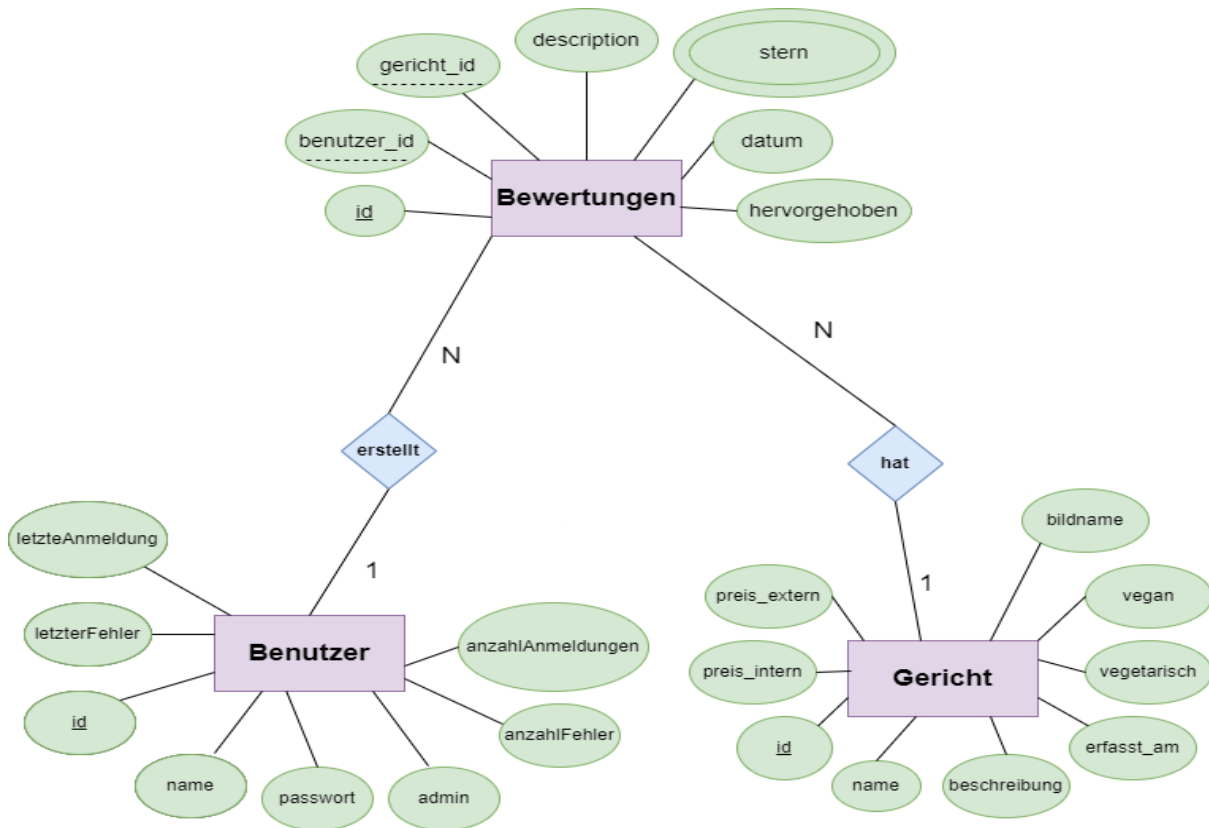 description
stern
gericht_id
benutzer_id
datum
Bewertungen
id
hervorgehoben
N
N
erstellt
hat
bildname
letzteAnmeldung
1
1
preis_extern
vegan
letzterFehler
Benutzer
anzahlAnmeldungen
preis_intern
Gericht
vegetarisch
id
anzahlFehler
id
erfasst_am
name
passwort
admin
name
beschreibung